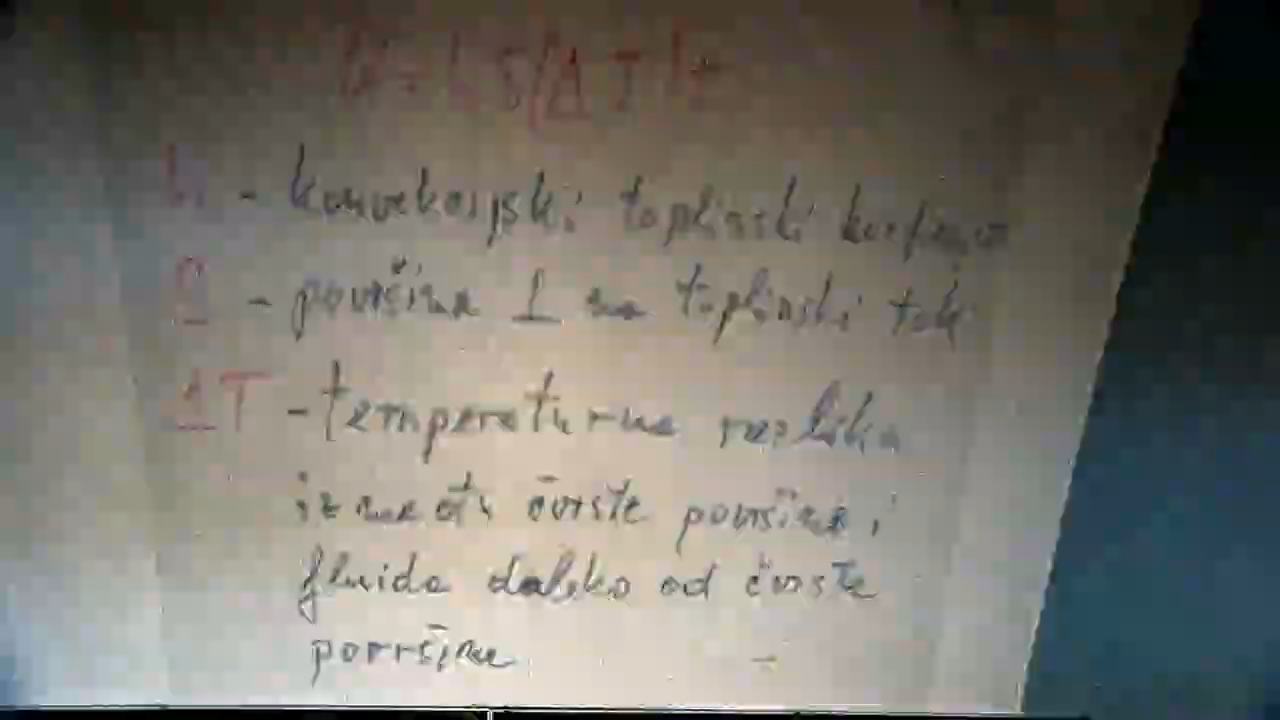 h - konvekcijski toplinski
- površina ⊥ na toplinski tok
ΔT - temperaturna razlika
između čvrste površine i
fluida daleko od čvrste
površine